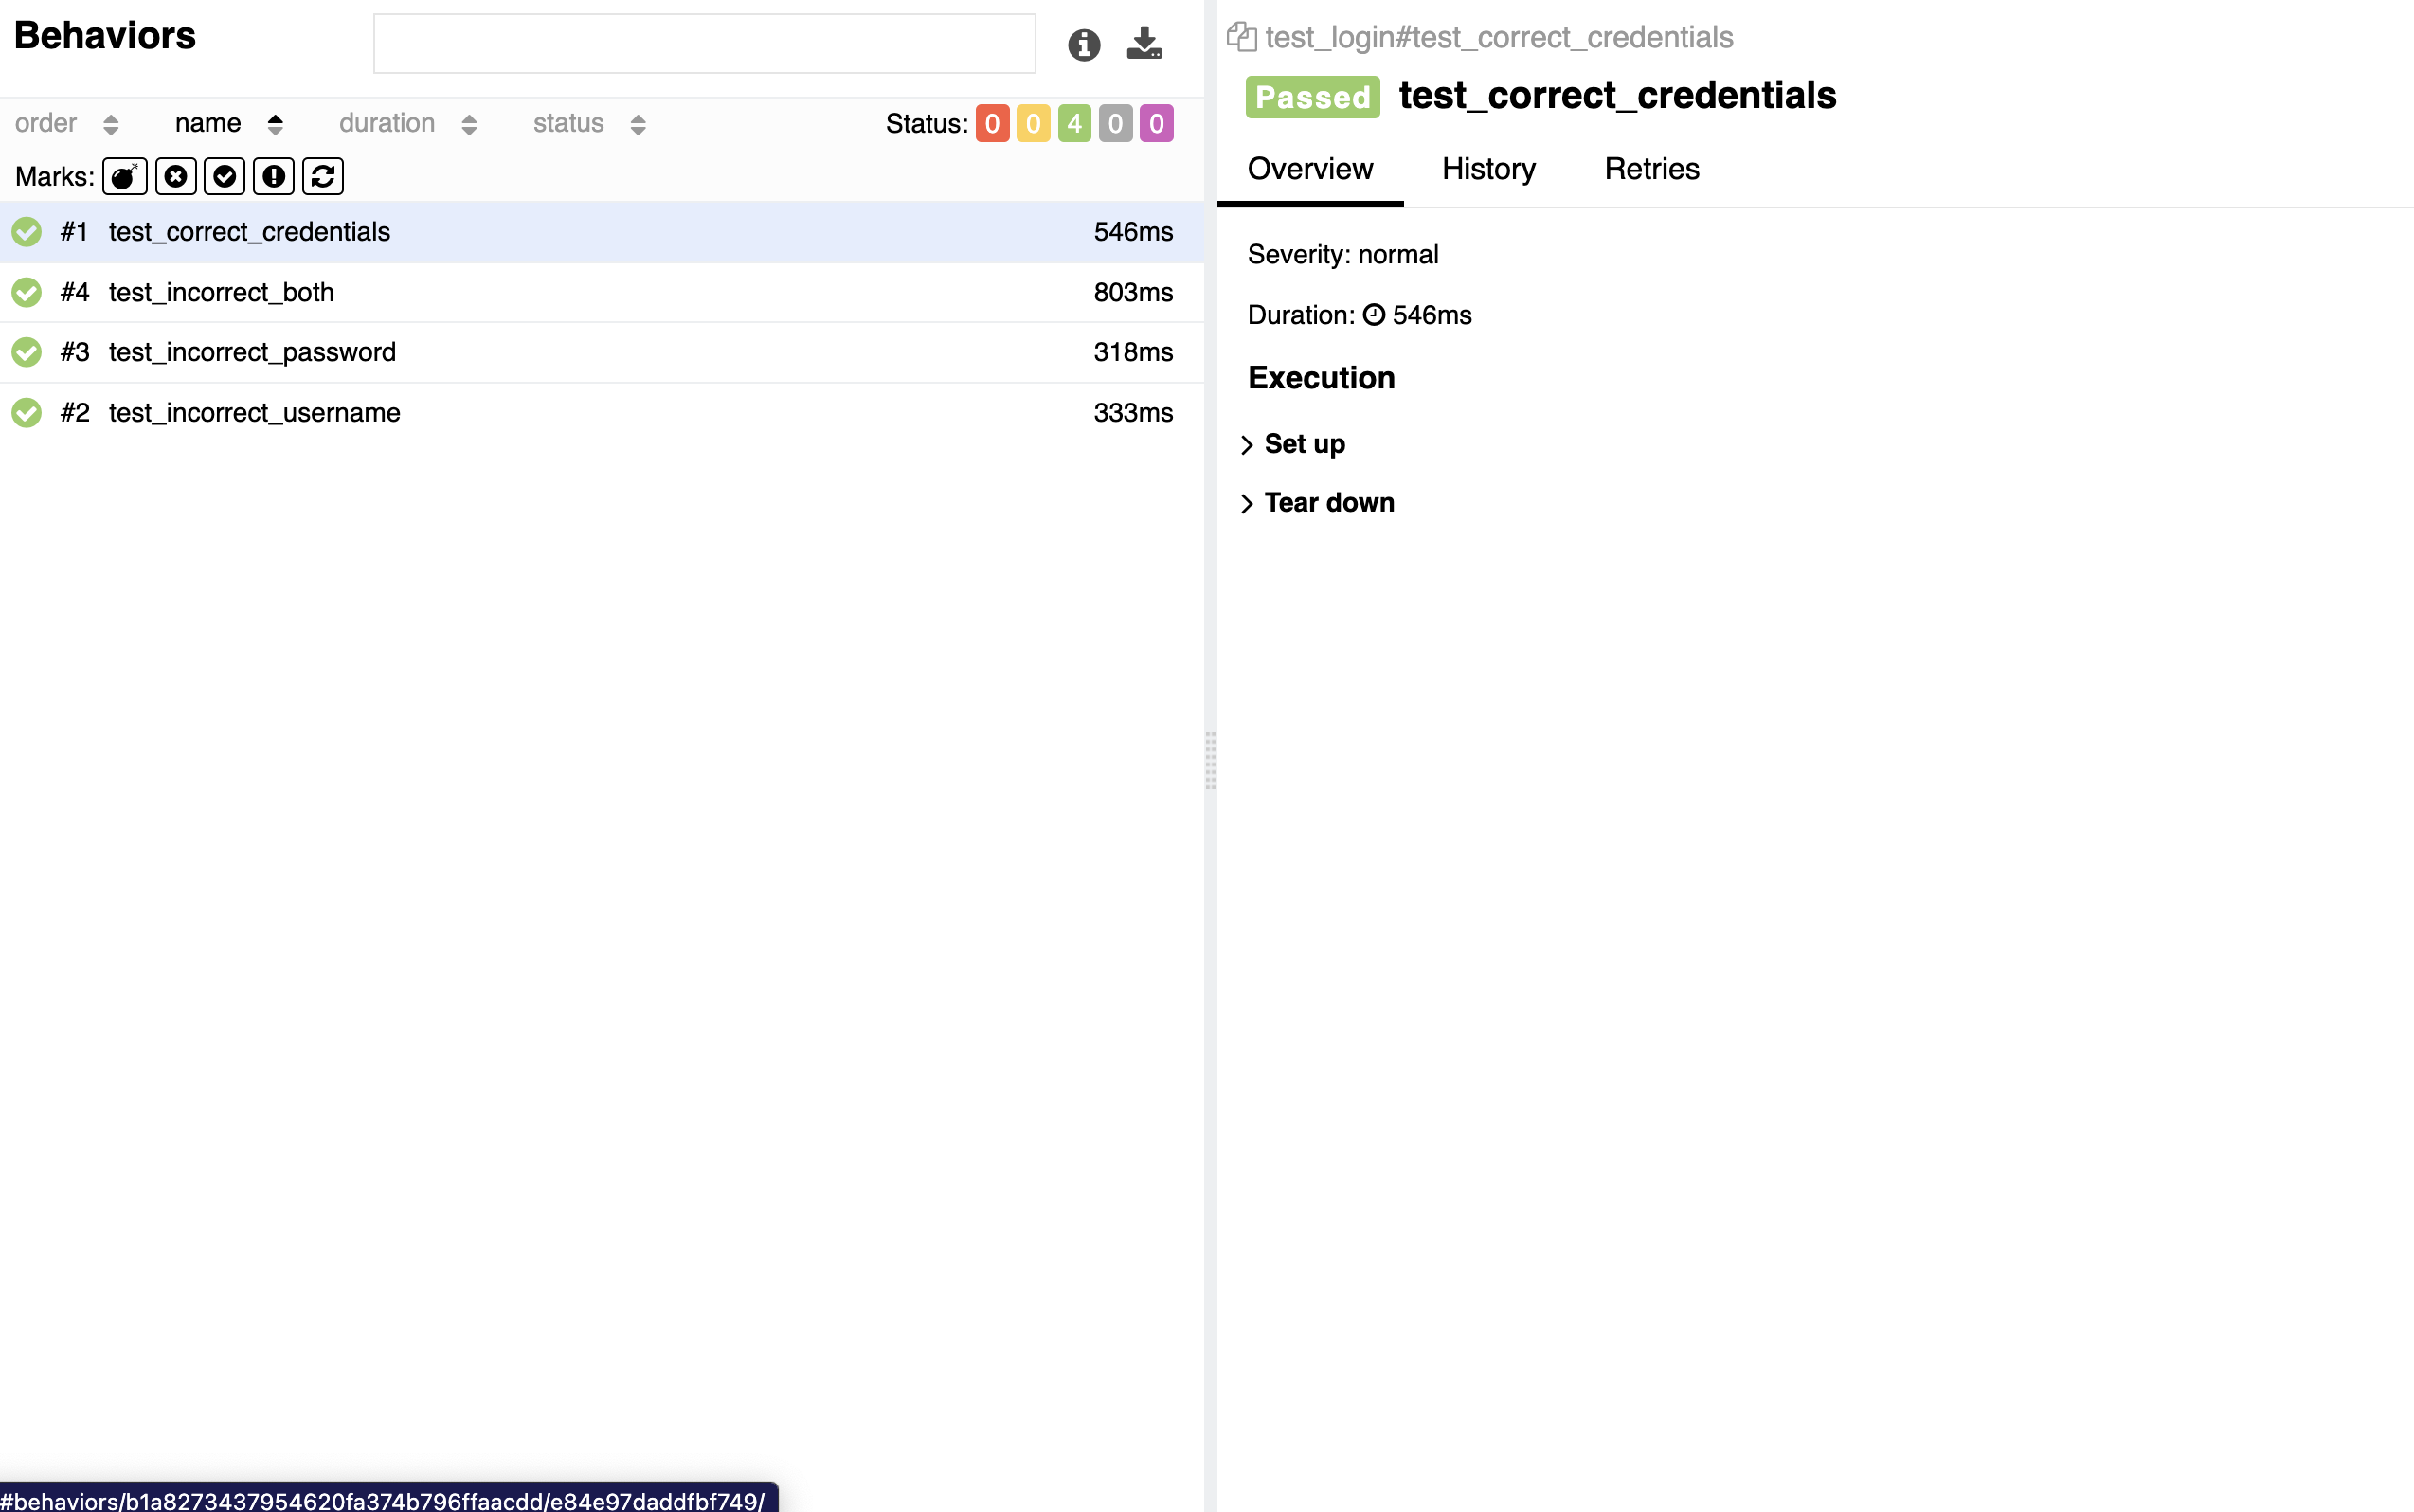 Behaviors
order name duration status Status: 0 0 4 0 0
Marks:
#1 test_correct_credentials 546ms
#4 test_incorrect_both 803ms
#3 test_incorrect_password 318ms
#2 test_incorrect_username 333ms
#behaviors/b1a8273437954620fa374b796ffaacdd/e84e97daddfbf749/
test_login#test_correct_credentials
Passed test_correct_credentials
Overview History Retries
Severity: normal
Duration: 546ms
Execution
Set up
Tear down